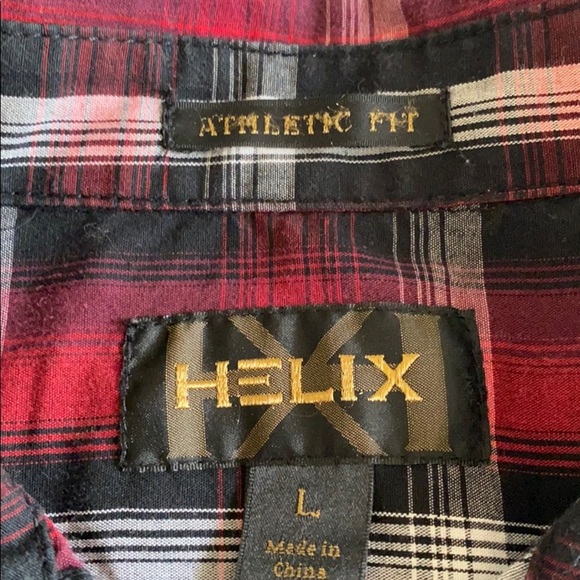 ATHLETIC FIT
HELIX
L
Made in
China